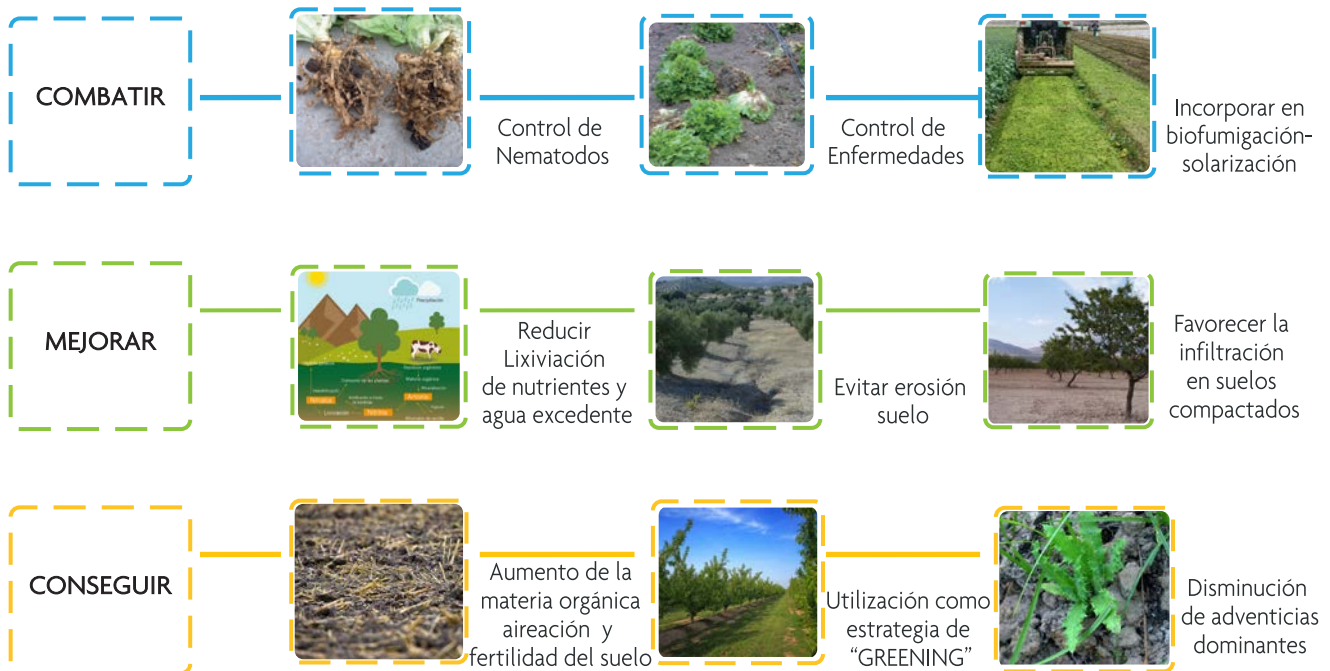 COMBATIR
Control de
Nematodos
Control de
Enfermedades
Incorporar en
biofumigación-
solarización
MEJORAR
Precipitación
Reducir
Lixiviación
de nutrientes y
agua excedente
Evitar erosión
suelo
Favorecer la
infiltración
en suelos
compactados
CONSEGUIR
Aumento de la
materia orgánica
aireación y
fertilidad del suelo
Utilización como
estrategia de
“GREENING”
Disminución
de adventicias
dominantes